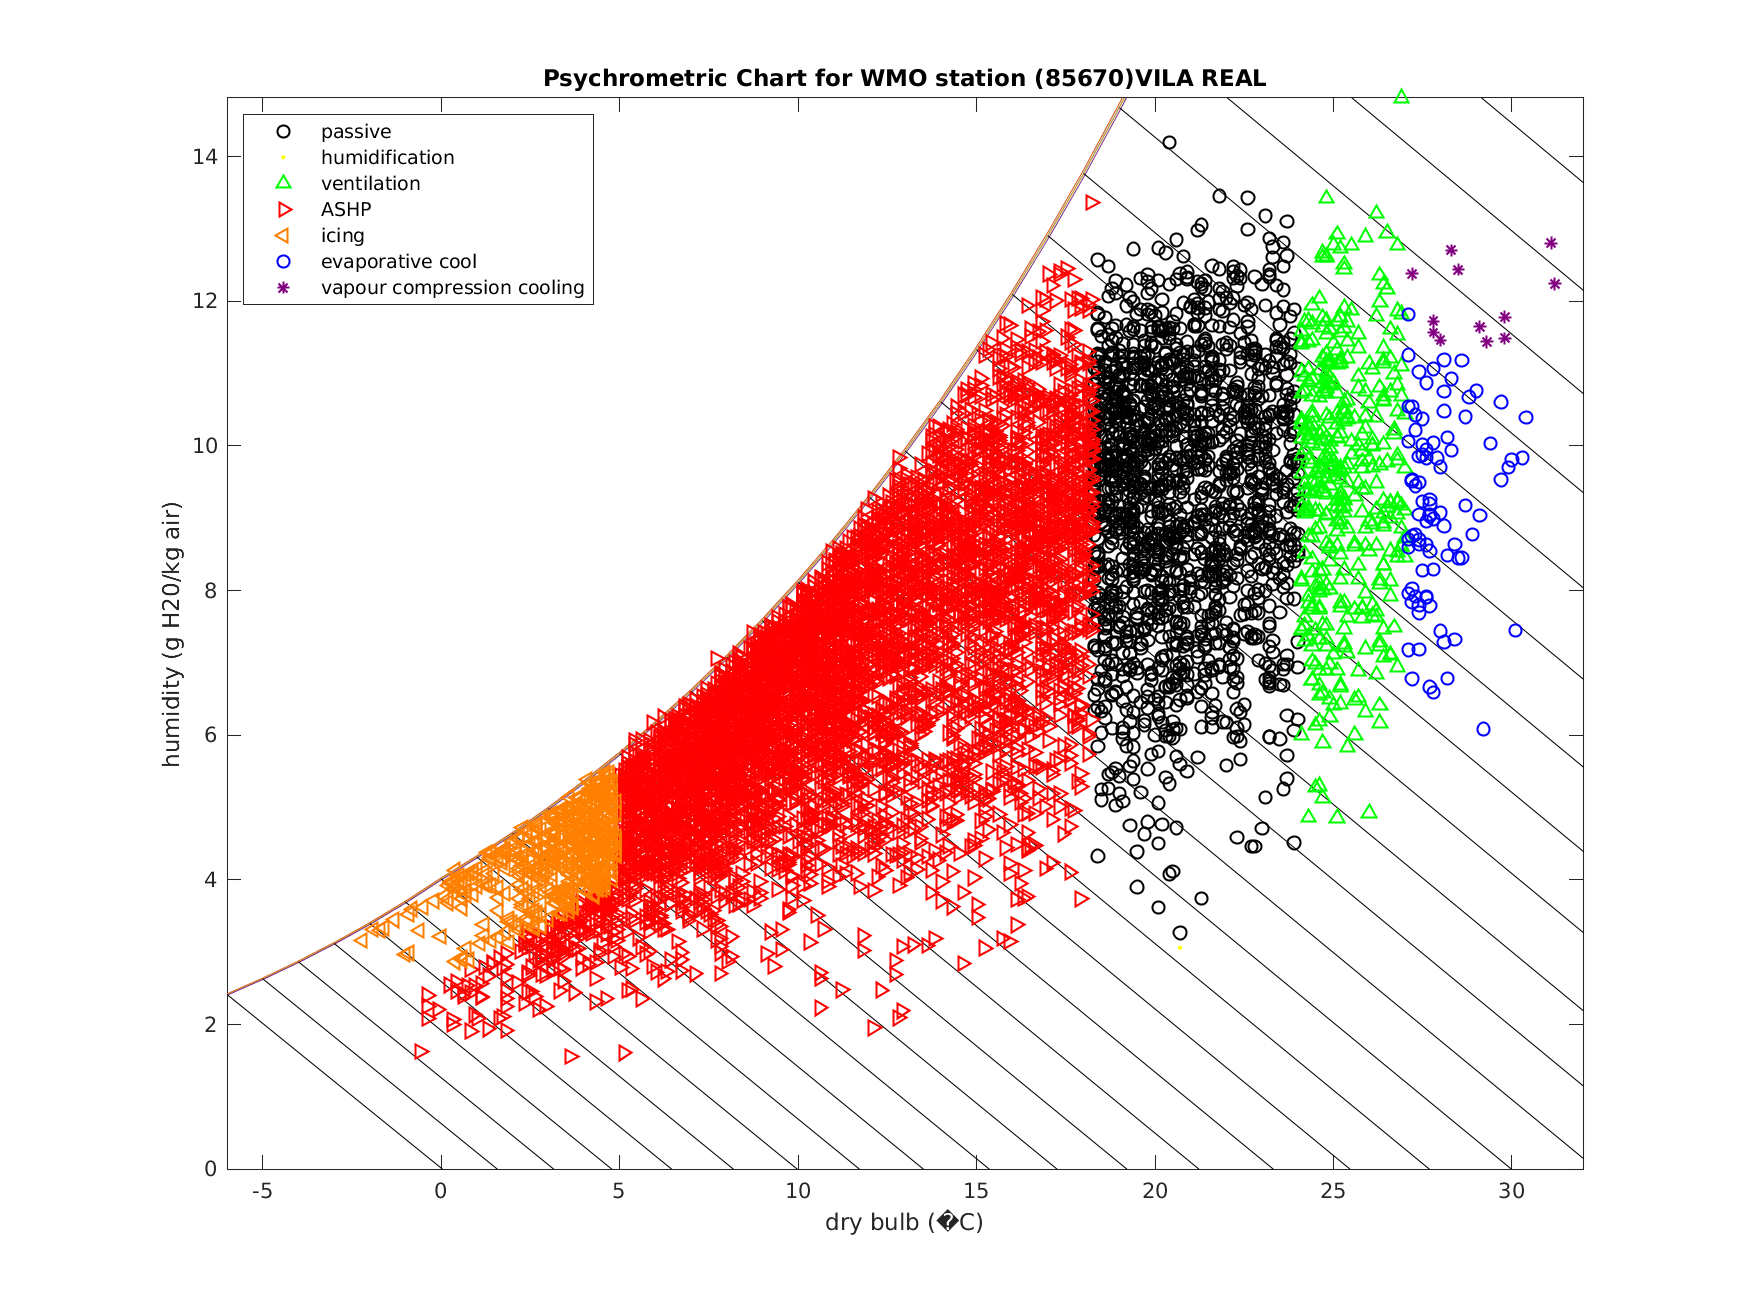 Psychrometric Chart for WMO station (85670)VILA REAL
passive
humidification
ventilation
ASHP
icing
evaporative cool
vapour compression cooling
humidity (g H20/kg air)
14
12
10
8
6
4
2
0
-5 0 5 10 15 20 25 30
dry bulb (�C)